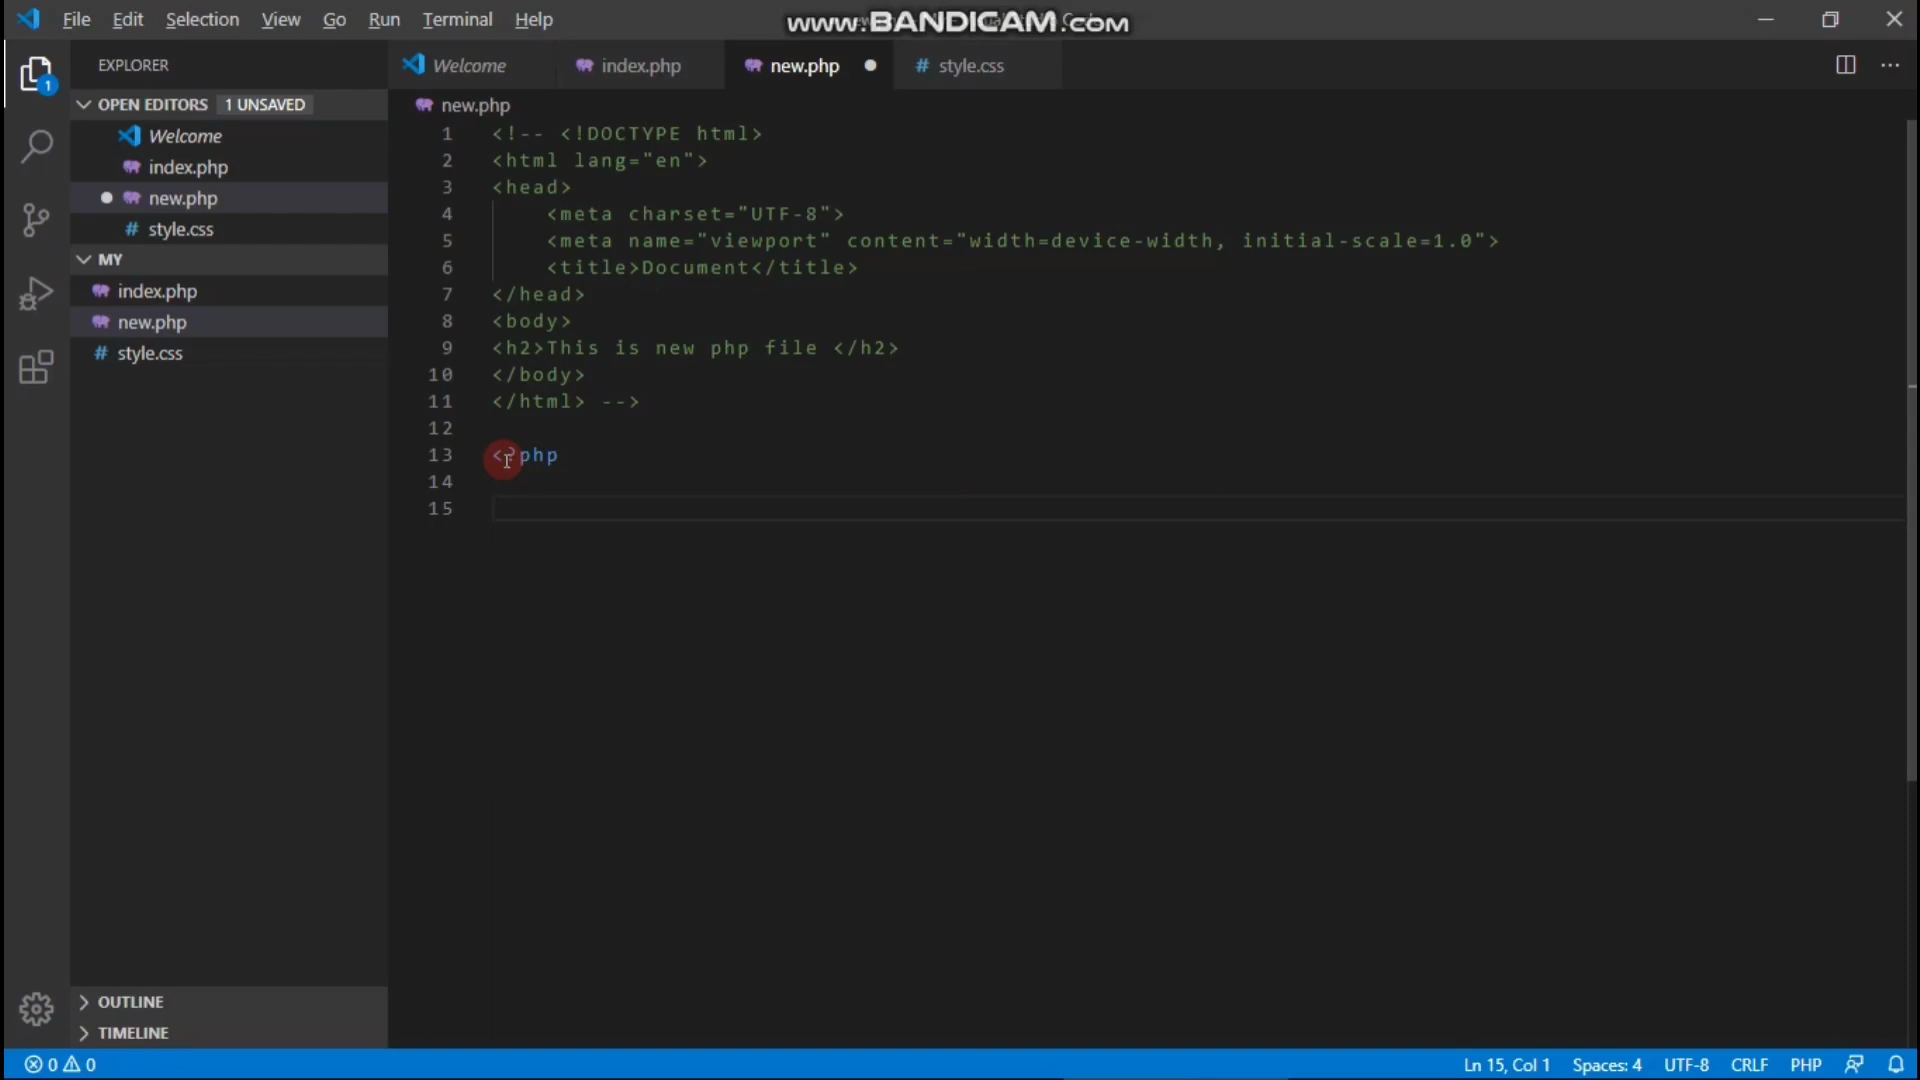 File Edit Selection View Go Run Terminal Help
www.BANDICAM.com
1
EXPLORER
OPEN EDITORS 1 UNSAVED
Welcome
index.php
new.php
# style.css
MY
index.php
new.php
# style.css
OUTLINE
TIMELINE
Welcome index.php new.php # style.css
new.php
1 <!-- <!DOCTYPE html>
2 <html lang="en">
3 <head>
4 <meta charset="UTF-8">
5 <meta name="viewport" content="width=device-width, initial-scale=1.0">
6 <title>Document</title>
7 </head>
8 <body>
9 <h2>This is new php file </h2>
10 </body>
11 </html> -->
12
13 <?php
14
15
0 0 Ln 15, Col 1 Spaces: 4 UTF-8 CRLF PHP